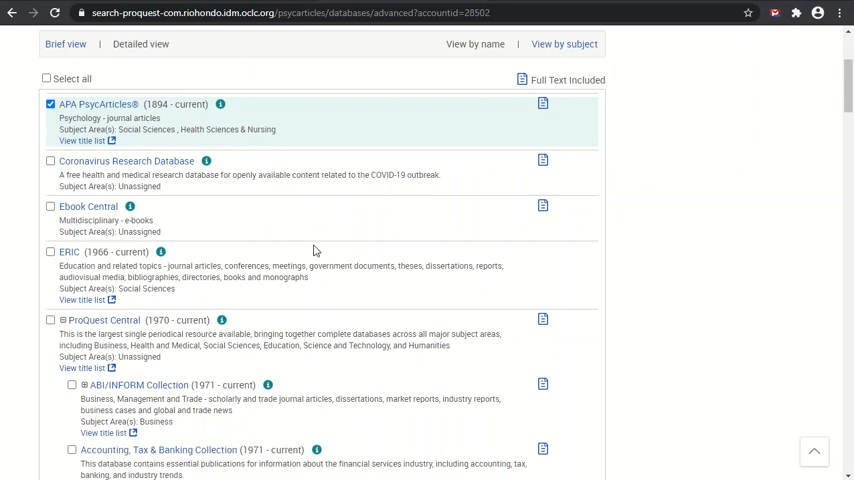 search-proquest-com.riohondo.idm.oclc.org/psycarticles/databases/advanced?accountid=28502
Brief view | Detailed view View by name | View by subject
Select all Full Text Included
APA PsycArticles® (1894 - current)
Psychology - journal articles
Subject Area(s): Social Sciences , Health Sciences & Nursing
View title list
Coronavirus Research Database
A free health and medical research database for openly available content related to the COVID-19 outbreak.
Subject Area(s): Unassigned
Ebook Central
Multidisciplinary - e-books
Subject Area(s): Unassigned
ERIC (1966 - current)
Education and related topics - journal articles, conferences, meetings, government documents, theses, dissertations, reports,
audiovisual media, bibliographies, directories, books and monographs
Subject Area(s): Social Sciences
View title list
ProQuest Central (1970 - current)
This is the largest single periodical resource available, bringing together complete databases across all major subject areas,
including Business, Health and Medical, Social Sciences, Education, Science and Technology, and Humanities
Subject Area(s): Unassigned
View title list
ABI/INFORM Collection (1971 - current)
Business, Management and Trade - scholarly and trade journal articles, dissertations, market reports, industry reports,
business cases and global and trade news
Subject Area(s): Business
View title list
Accounting, Tax & Banking Collection (1971 - current)
This database contains essential publications for information about the financial services industry, including accounting, tax,
banking, and industry trends.